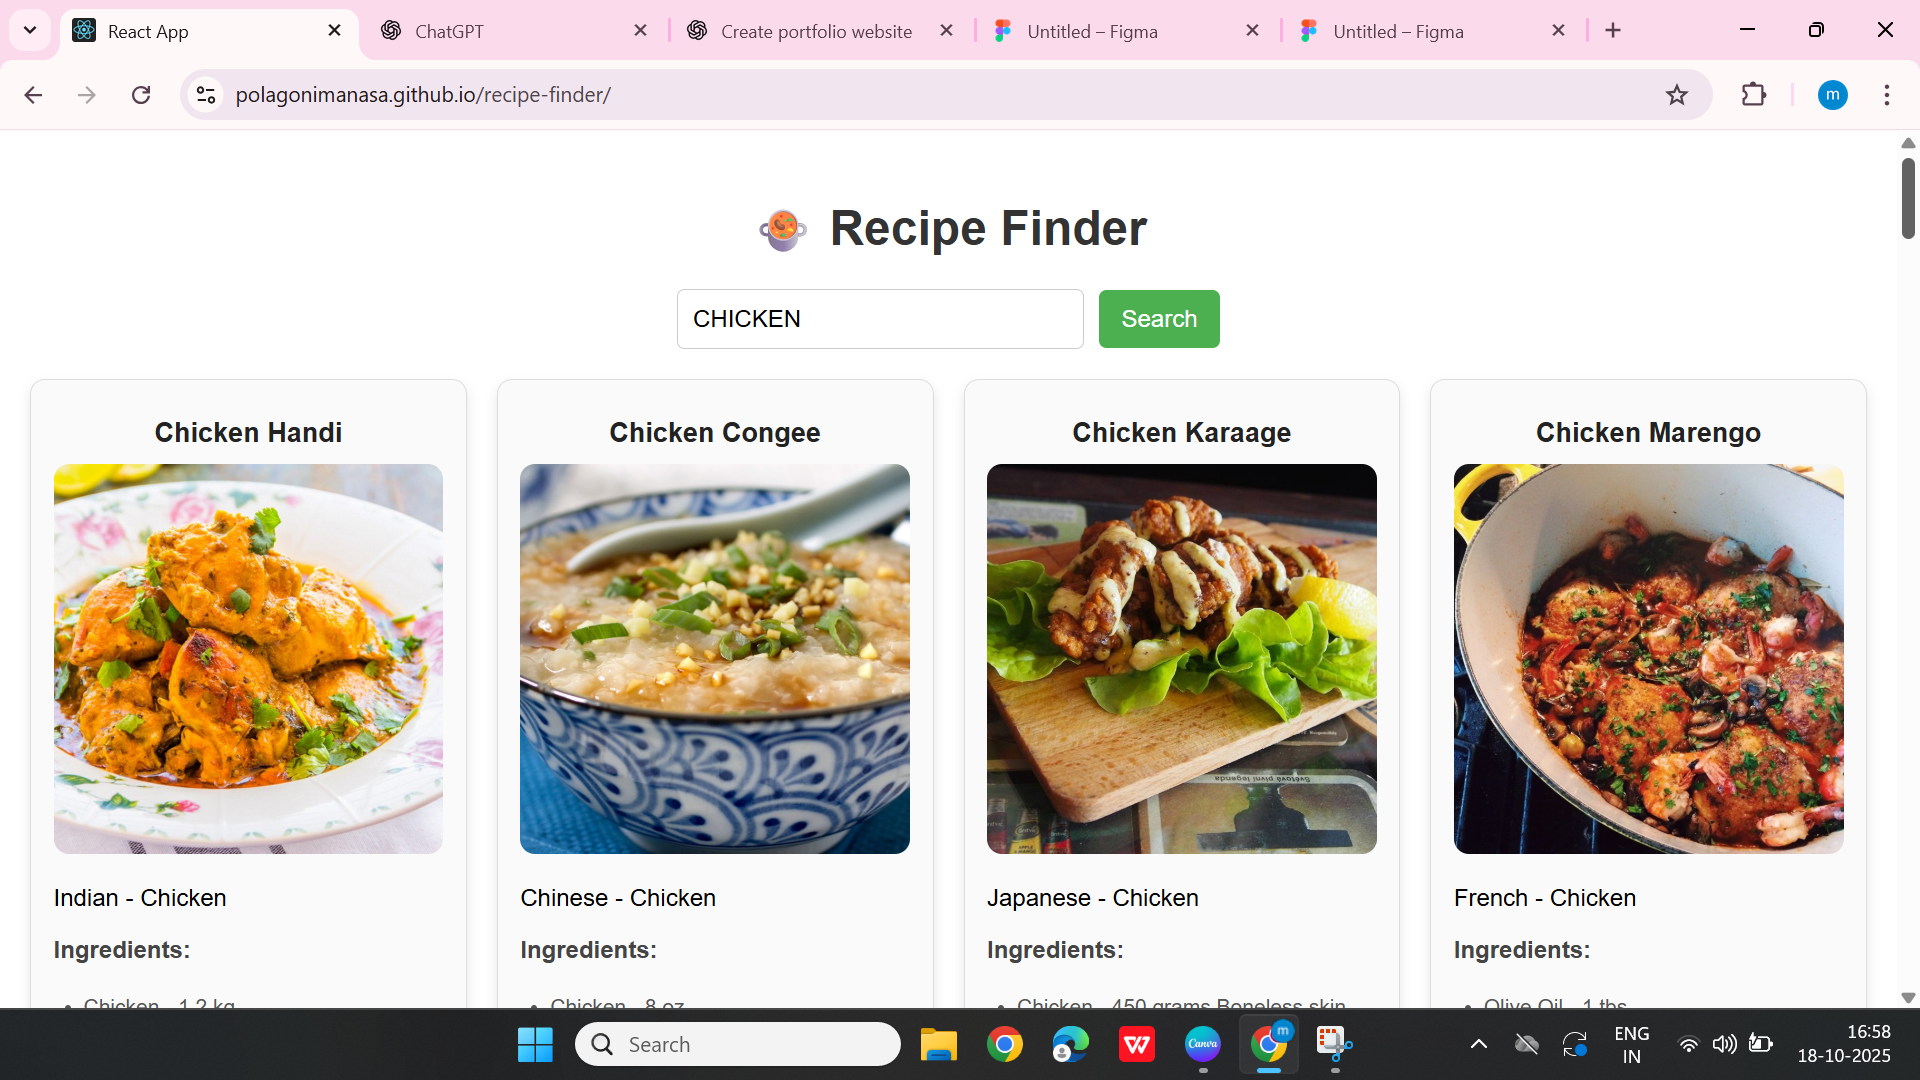 React App
ChatGPT
Create portfolio website
Untitled – Figma
Untitled – Figma
polagonimanasa.github.io/recipe-finder/
m
Recipe Finder
CHICKEN
Search
Chicken Handi
Chicken Congee
Chicken Karaage
Chicken Marengo
Indian - Chicken
Chinese - Chicken
Japanese - Chicken
French - Chicken
Ingredients:
Ingredients:
Ingredients:
Ingredients:
Chicken - 1.2 kg
Chicken - 8 oz
Chicken - 450 grams Boneless skin
Olive Oil - 1 tbs
Search
W
Canva
m
ENG
IN
16:58
18-10-2025